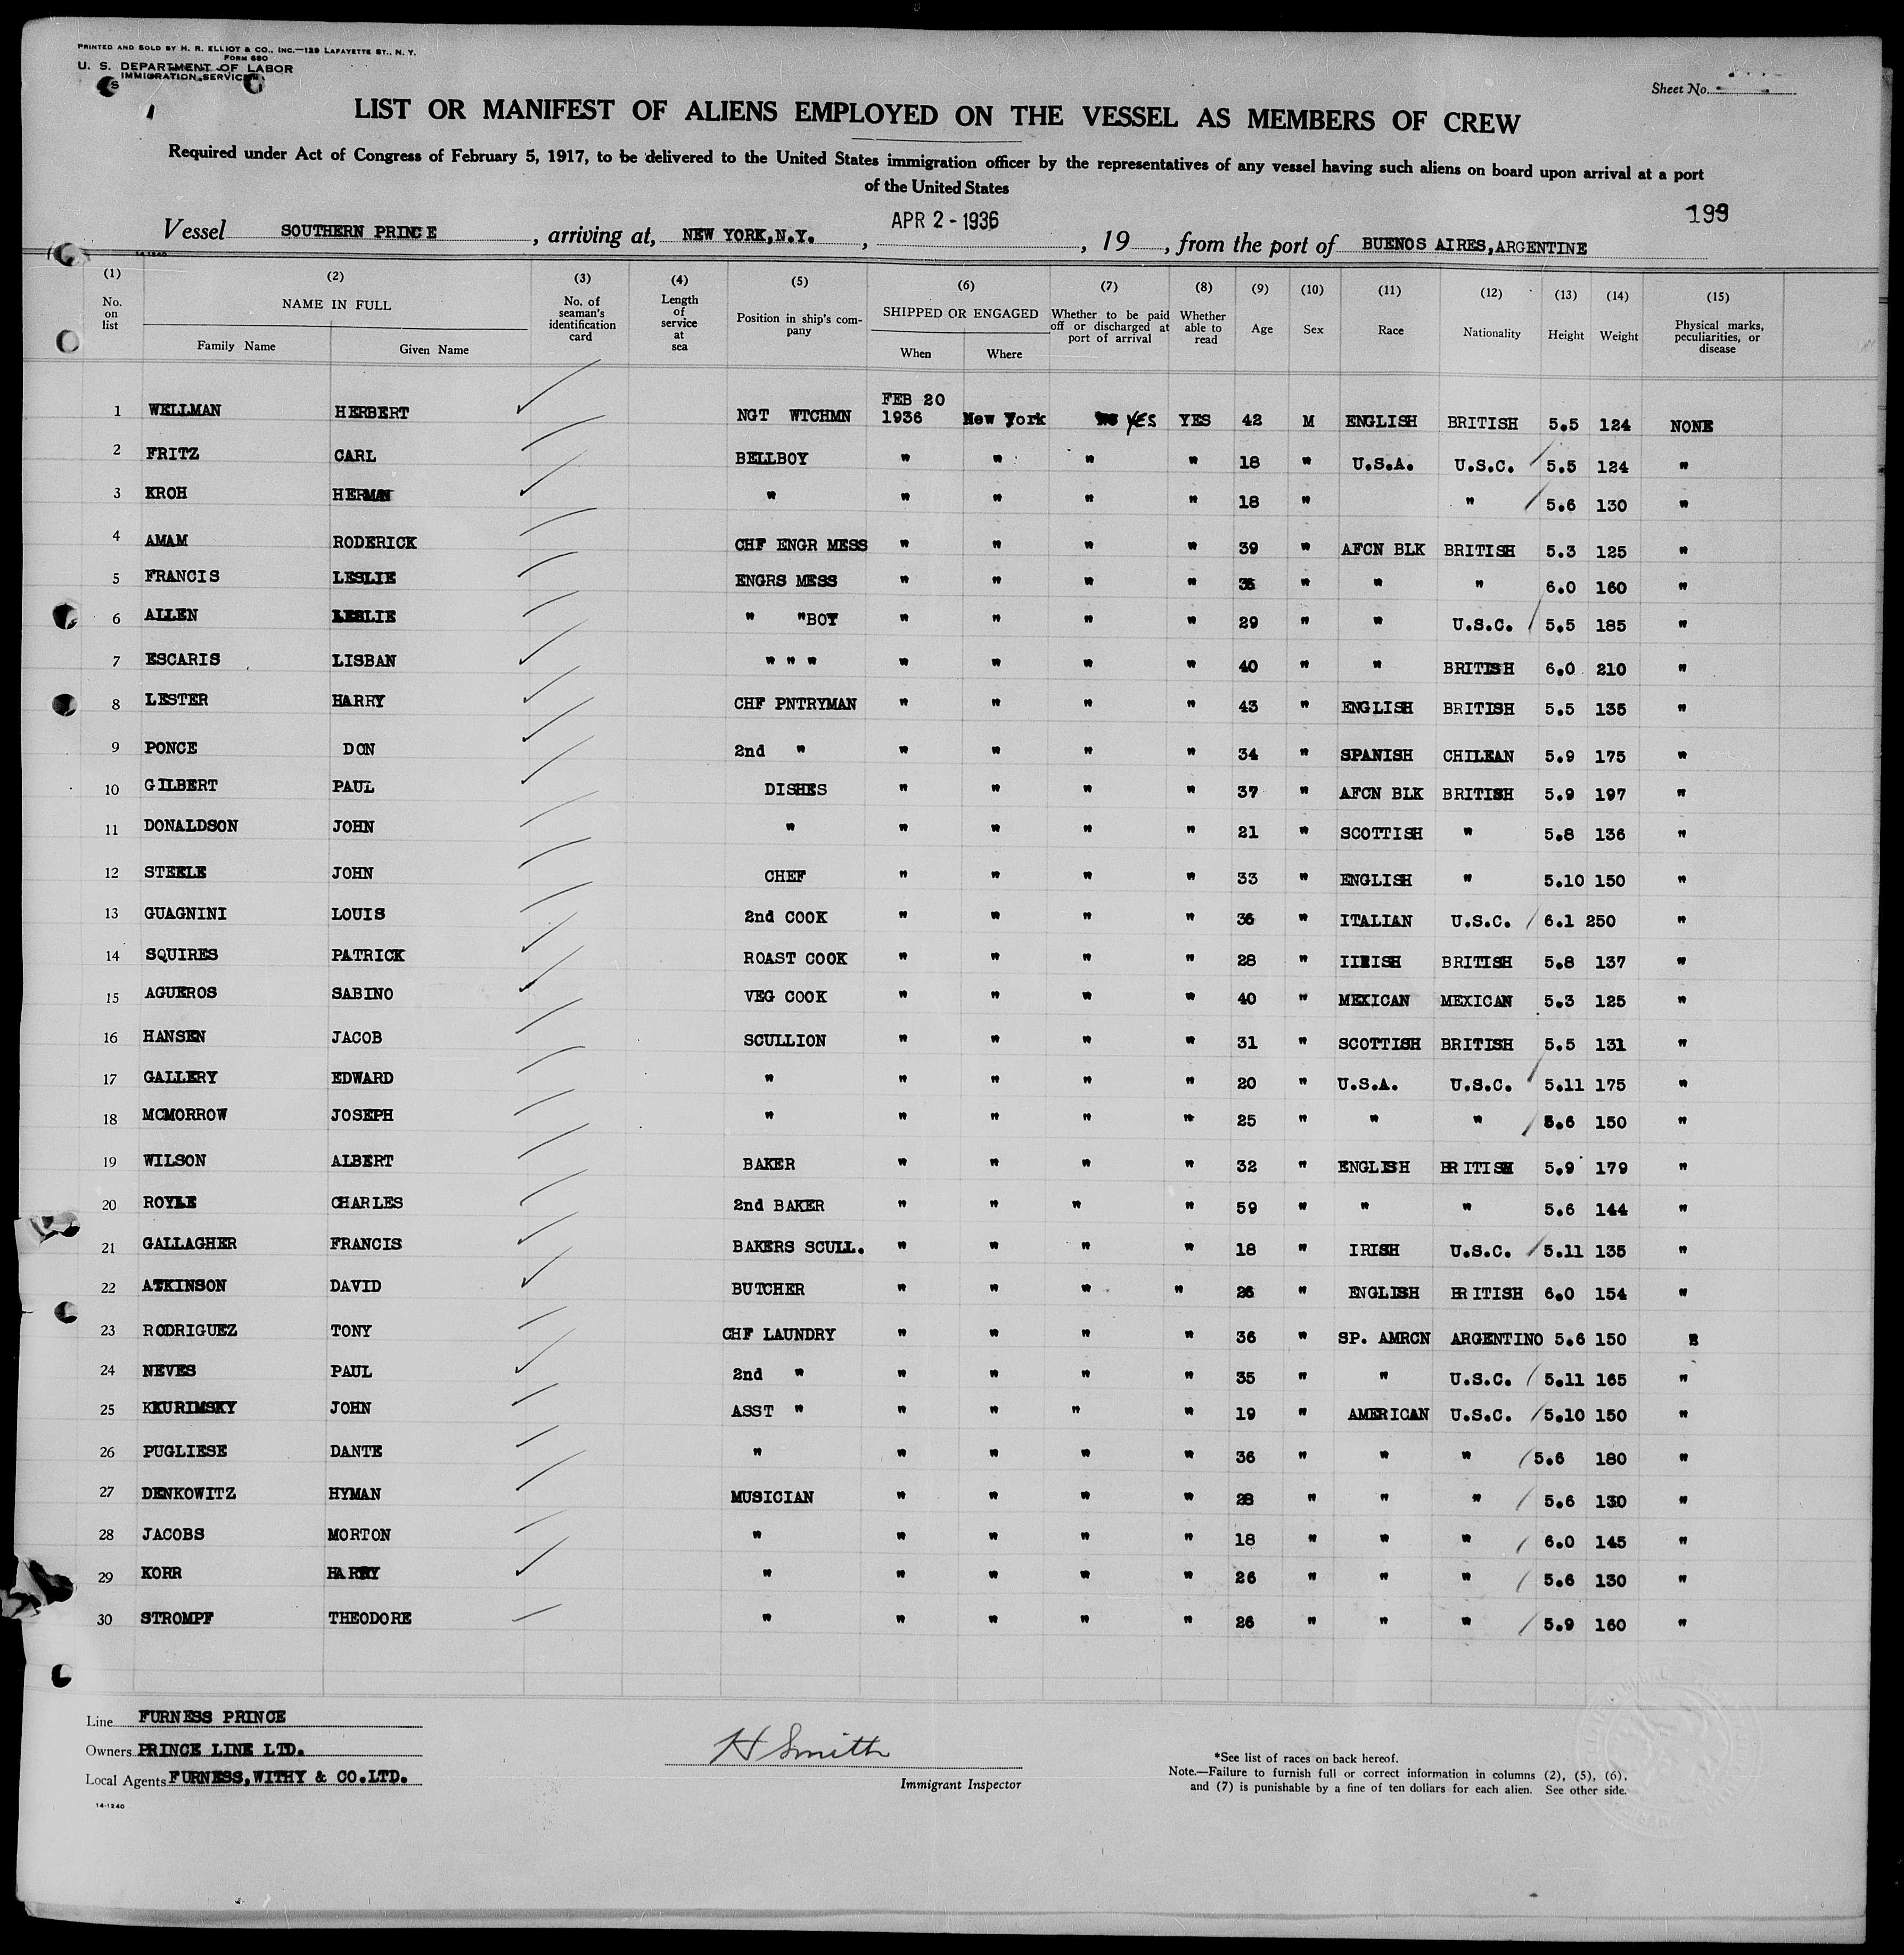 PRINTED AND SOLD BY H. R. ELLIOT & CO., INC.—129 LAFAYETTE ST., N. Y.
FORM 680
U. S. DEPARTMENT OF LABOR
IMMIGRATION SERVICE
Sheet No.
LIST OR MANIFEST OF ALIENS EMPLOYED ON THE VESSEL AS MEMBERS OF CREW
Required under Act of Congress of February 5, 1917, to be delivered to the United States immigration officer by the representatives of any vessel having such aliens on board upon arrival at a port
of the United States
199
Vessel SOUTHERN PRINCE, arriving at, NEW YORK,N.Y., APR 2 - 1936, 19, from the port of BUENOS AIRES,ARGENTINE
14-1240
(1) (2) (3) (4) (5) (6) (7) (8) (9) (10) (11) (12) (13) (14) (15)
No. on list NAME IN FULL Family Name Given Name No. of seaman's identification card Length of service at sea Position in ship's company SHIPPED OR ENGAGED When Where Whether to be paid off or discharged at port of arrival Whether able to read Age Sex Race Nationality Height Weight Physical marks, peculiarities, or disease
1 WELLMAN HERBERT NGT WTCHMN FEB 20 1936 New York YES YES 42 M ENGLISH BRITISH 5.5 124 NONE
2 FRITZ CARL BELLBOY " " " " 18 " U.S.A. U.S.C. 5.5 124 "
3 KROH HERMAN " " " " " 18 " " 5.6 130 "
4 AMAM RODERICK CHF ENGR MESS " " " " 39 " AFCN BLK BRITISH 5.3 125 "
5 FRANCIS LESLIE ENGRS MESS " " " " 36 " " " 6.0 160 "
6 ALLEN LESLIE " "BOY " " " " 29 " " U.S.C. 5.5 185 "
7 ESCARIS LISBAN " " " " " " " 40 " " BRITISH 6.0 210 "
8 LESTER HARRY CHF PNTRYMAN " " " " 43 " ENGLISH BRITISH 5.5 135 "
9 PONCE DON 2nd " " " " " 34 " SPANISH CHILEAN 5.9 175 "
10 GILBERT PAUL DISHES " " " " 37 " AFCN BLK BRITISH 5.9 197 "
11 DONALDSON JOHN " " " " " 21 " SCOTTISH " 5.8 136 "
12 STEELE JOHN CHEF " " " " 33 " ENGLISH " 5.10 150 "
13 GUAGNINI LOUIS 2nd COOK " " " " 36 " ITALIAN U.S.C. 6.1 250 "
14 SQUIRES PATRICK ROAST COOK " " " " 28 " IIRISH BRITISH 5.8 137 "
15 AGUEROS SABINO VEG COOK " " " " 40 " MEXICAN MEXICAN 5.3 125 "
16 HANSEN JACOB SCULLION " " " " 31 " SCOTTISH BRITISH 5.5 131 "
17 GALLERY EDWARD " " " " " 20 " U.S.A. U.S.C. 5.11 175 "
18 MCMORROW JOSEPH " " " " " 25 " " " 5.6 150 "
19 WILSON ALBERT BAKER " " " " 32 " ENGLISH BRITISH 5.9 179 "
20 ROYLE CHARLES 2nd BAKER " " " " 59 " " " 5.6 144 "
21 GALLAGHER FRANCIS BAKERS SCULL. " " " " 18 " IRISH U.S.C. 5.11 135 "
22 ATKINSON DAVID BUTCHER " " " " 26 " ENGLISH BRITISH 6.0 154 "
23 RODRIGUEZ TONY CHF LAUNDRY " " " " 36 " SP. AMRCN ARGENTINO 5.6 150
24 NEVES PAUL 2nd " " " " " 35 " " U.S.C. 5.11 165 "
25 KKURIMSKY JOHN ASST " " " " " 19 " AMERICAN U.S.C. 5.10 150 "
26 PUGLIESE DANTE " " " " " 36 " " " 5.6 180 "
27 DENKOWITZ HYMAN MUSICIAN " " " " 28 " " " 5.6 130 "
28 JACOBS MORTON " " " " " 18 " " " 6.0 145 "
29 KORR HARRY " " " " " 26 " " " 5.6 130 "
30 STROMPF THEODORE " " " " " 26 " " " 5.9 160 "
Line FURNESS PRINCE
Owners PRINCE LINE LTD.
Local Agents FURNESS,WITHY & CO.LTD.
14-1240
H Smith
Immigrant Inspector
*See list of races on back hereof.
Note.—Failure to furnish full or correct information in columns (2), (5), (6),
and (7) is punishable by a fine of ten dollars for each alien. See other side.